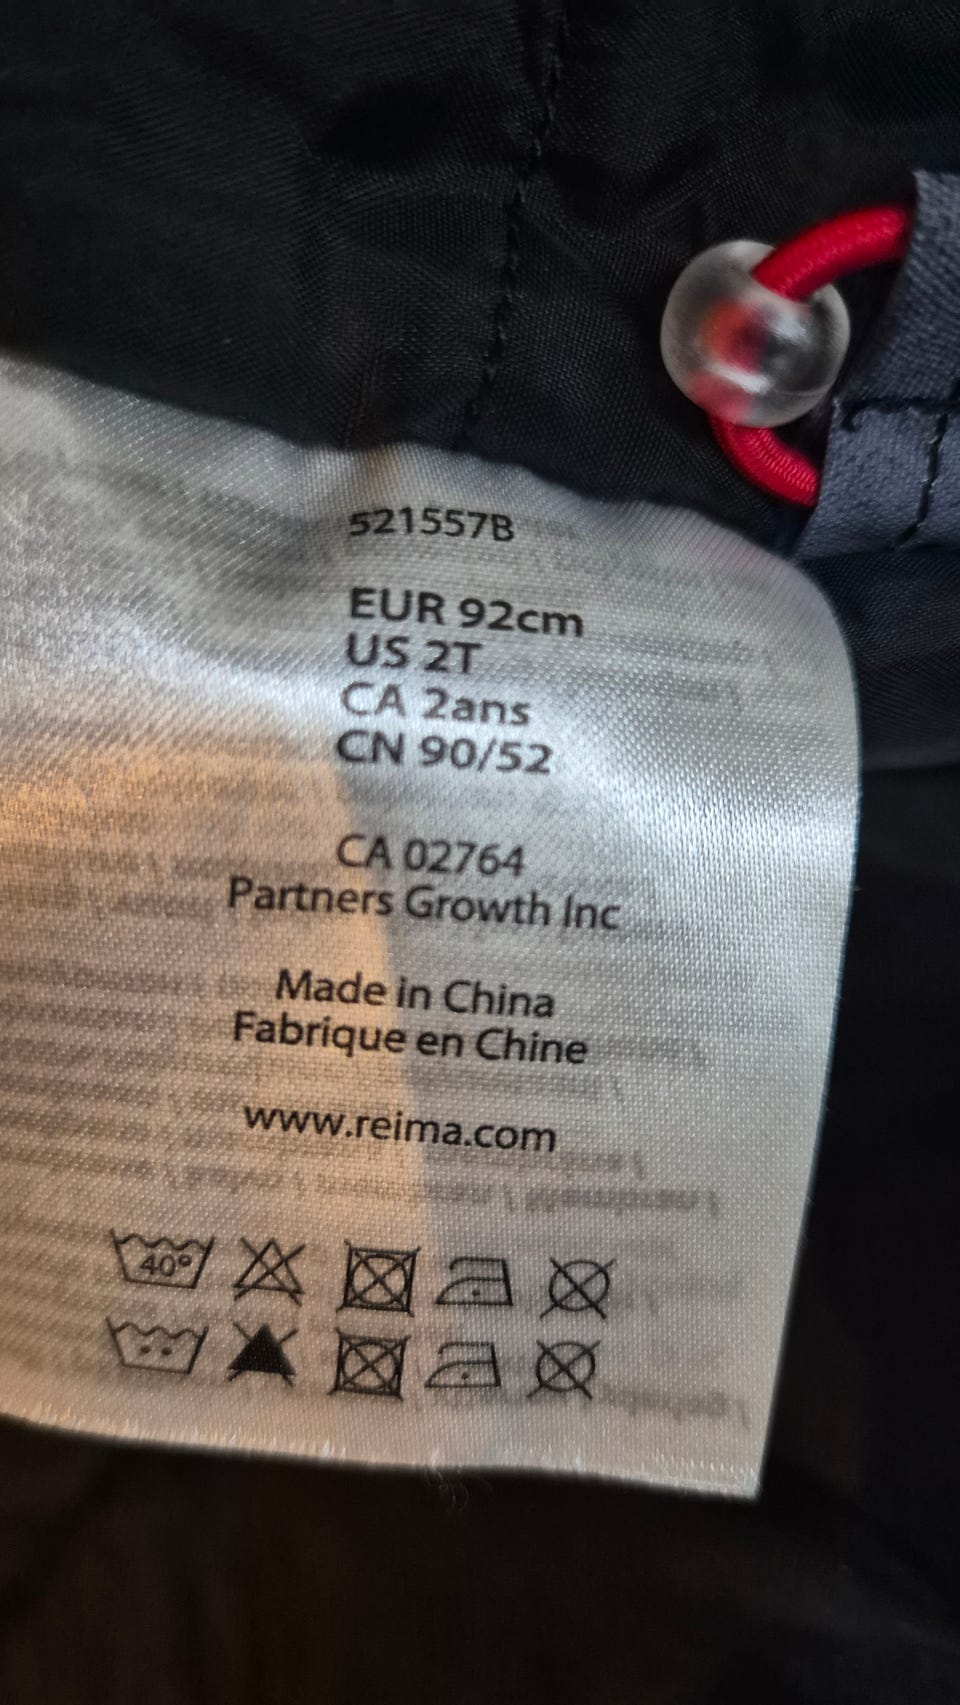 521557B
EUR 92cm
US 2T
CA 2ans
CN 90/52
CA 02764
Partners Growth Inc
Made in China
Fabrique en Chine
www.reima.com
40°